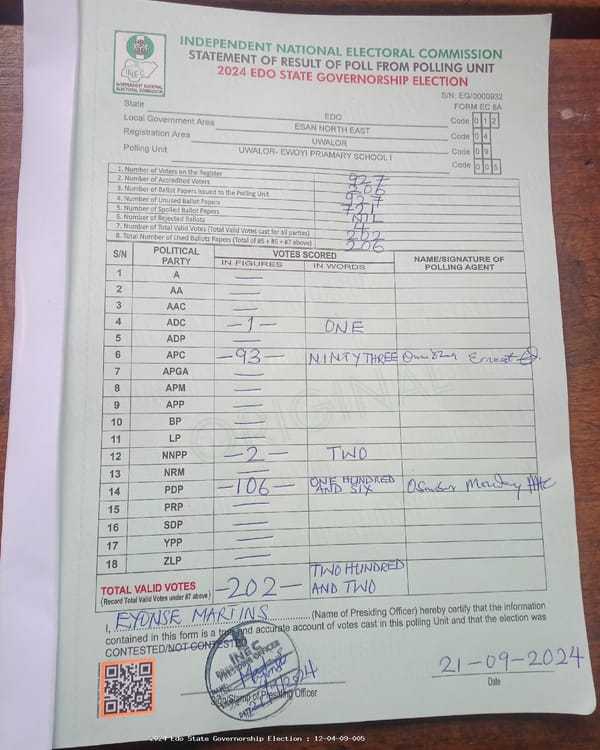 INDEPENDENT NATIONAL ELECTORAL COMMISSION
STATEMENT OF RESULT OF POLL FROM POLLING UNIT
2024 EDO STATE GOVERNORSHIP ELECTION
INEC
INDEPENDENT NATIONAL
ELECTORAL COMMISSION
S/N: EG/0000932
FORM EC 8A
State EDO Code 0 1 2
Local Government Area ESAN NORTH EAST Code 0 4
Registration Area UWALOR Code 0 9
Polling Unit UWALOR- EWOYI PRIAMARY SCHOOL I Code 0 0 5
1. Number of Voters on the Register 927
2. Number of Accredited Voters 206
3. Number of Ballot Papers Issued to the Polling Unit 927
4. Number of Unused Ballot Papers 721
5. Number of Spoiled Ballot Papers NIL
6. Number of Rejected Ballots 4
7. Number of Total Valid Votes (Total Valid Votes cast for all parties) 202
8. Total Number of Used Ballots Papers (Total of #5 + #6 + #7 above) 206
S/N POLITICAL PARTY VOTES SCORED NAME/SIGNATURE OF POLLING AGENT
IN FIGURES IN WORDS
1 A —
2 AA —
3 AAC —
4 ADC -1- ONE
5 ADP —
6 APC -93- NINTYTHREE Ernest
7 APGA —
8 APM —
9 APP —
10 BP —
11 LP —
12 NNPP -2- TWO
13 NRM —
14 PDP -106- ONE HUNDRED AND SIX Monday
15 PRP —
16 SDP —
17 YPP —
18 ZLP —
TOTAL VALID VOTES -202- TWO HUNDRED AND TWO
(Record Total Valid Votes under #7 above)
I, EYONSE MARTINS (Name of Presiding Officer) hereby certify that the information
contained in this form is a true and accurate account of votes cast in this polling Unit and that the election was
CONTESTED/NOT CONTESTED
INEC
PRESIDING OFFICER
21/9/2024
DATE
Sign/Stamp of Presiding Officer
21-09-2024
Date
ORIGINAL
2024 Edo State Governorship Election : 12-04-09-005